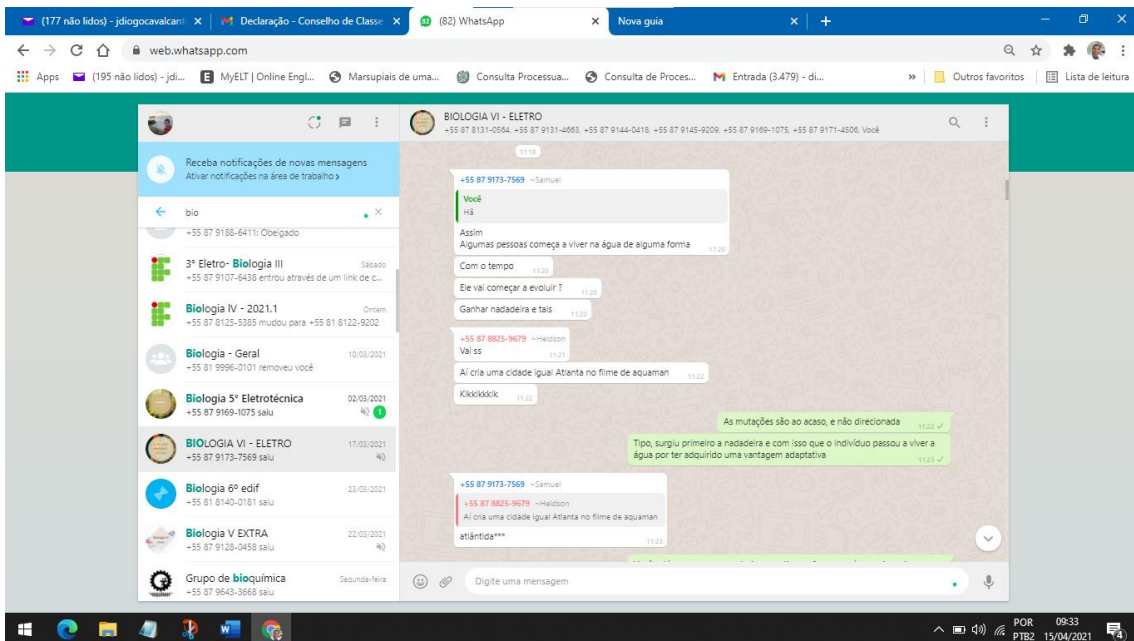 (177 não lidos) - jdiogocavalcant
Declaração - Conselho de Classe
(82) WhatsApp
Nova guia
web.whatsapp.com
Apps
(195 não lidos) - jdi...
MyELT | Online Engl...
Marsupiais de uma...
Consulta Processua...
Consulta de Proces...
Entrada (3.479) - di...
»
Outros favoritos
Lista de leitura
Receba notificações de novas mensagens
Ativar notificações na área de trabalho >
bio
+55 87 9188-6411: Obeigado
3° Eletro- Biologia III
Sábado
+55 87 9107-6438 entrou através de um link de c...
Biologia IV - 2021.1
Ontem
+55 87 8125-5385 mudou para +55 81 8122-9202
Biologia - Geral
10/03/2021
+55 81 9996-0101 removeu você
Biologia 5° Eletrotécnica
02/03/2021
+55 87 9169-1075 saiu
1
BIOLOGIA VI - ELETRO
17/03/2021
+55 87 9173-7569 saiu
Biologia 6° edif
23/03/2021
+55 81 8140-0181 saiu
Biologia V EXTRA
22/03/2021
+55 87 9128-0458 saiu
Grupo de bioquímica
Segunda-feira
+55 87 9643-3668 saiu
BIOLOGIA VI - ELETRO
+55 87 8131-0564, +55 87 9131-4663, +55 87 9144-0418, +55 87 9145-9209, +55 87 9169-1075, +55 87 9171-4506, Você
11:18
+55 87 9173-7569 ~Samuel
Você
Hã
Assim
Algumas pessoas começa a viver na água de alguma forma
11:20
Com o tempo
11:20
Ele vai começar a evoluir ?
11:20
Ganhar nadadeira e tals
11:20
+55 87 8825-9679 ~Heldson
Vai ss
11:21
Aí cria uma cidade igual Atlanta no filme de aquaman
11:22
Kikkikkkik
11:22
As mutações são ao acaso, e não direcionada
11:22
Tipo, surgiu primeiro a nadadeira e com isso que o indivíduo passou a viver a
água por ter adquirido uma vantagem adaptativa
11:23
+55 87 9173-7569 ~Samuel
+55 87 8825-9679 ~Heldson
Aí cria uma cidade igual Atlanta no filme de aquaman
atlântida***
11:23
Digite uma mensagem
POR
PTB2
09:33
15/04/2021
4